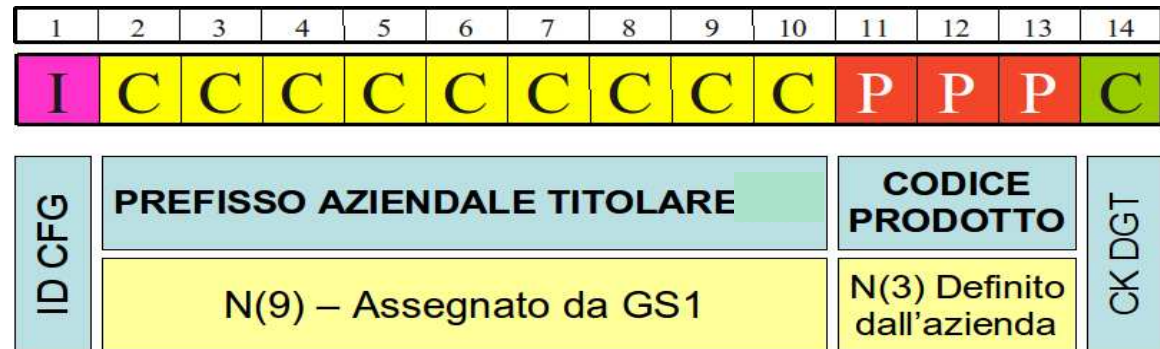 1 2 3 4 5 6 7 8 9 10 11 12 13 14
I C C C C C C C C C P P P C
ID CFG
PREFISSO AZIENDALE TITOLARE
N(9) – Assegnato da GS1
CODICE
PRODOTTO
N(3) Definito
dall'azienda
CK DGT